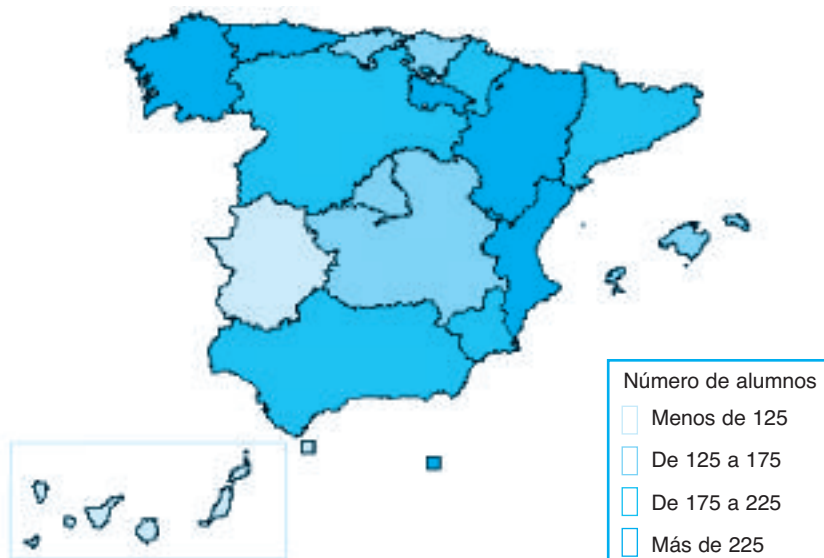 Número de alumnos
Menos de 125
De 125 a 175
De 175 a 225
Más de 225